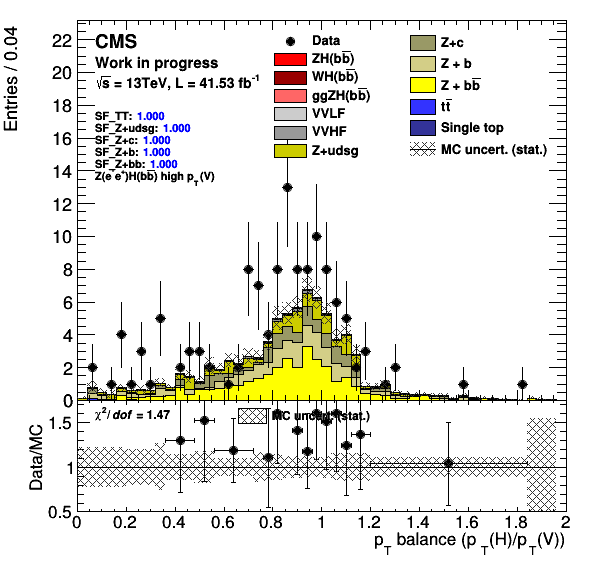 Entries / 0.04
22
20
18
16
14
12
10
8
6
4
2
0
CMS
Work in progress
√s = 13TeV, L = 41.53 fb⁻¹
SF_TT: 1.000
SF_Z+udsg: 1.000
SF_Z+c: 1.000
SF_Z+b: 1.000
SF_Z+bb: 1.000
Z(e⁻e⁺)H(bb̅) high p_T(V)
Data
ZH(bb̅)
WH(bb̅)
ggZH(bb̅)
VVLF
VVHF
Z+udsg
Z+c
Z + b
Z + bb̅
tt̅
Single top
MC uncert. (stat.)
Data/MC
1.5
1
0.5
χ²/dof = 1.47
MC uncert. (stat.)
0 0.2 0.4 0.6 0.8 1 1.2 1.4 1.6 1.8 2
p_T balance (p_T(H)/p_T(V))